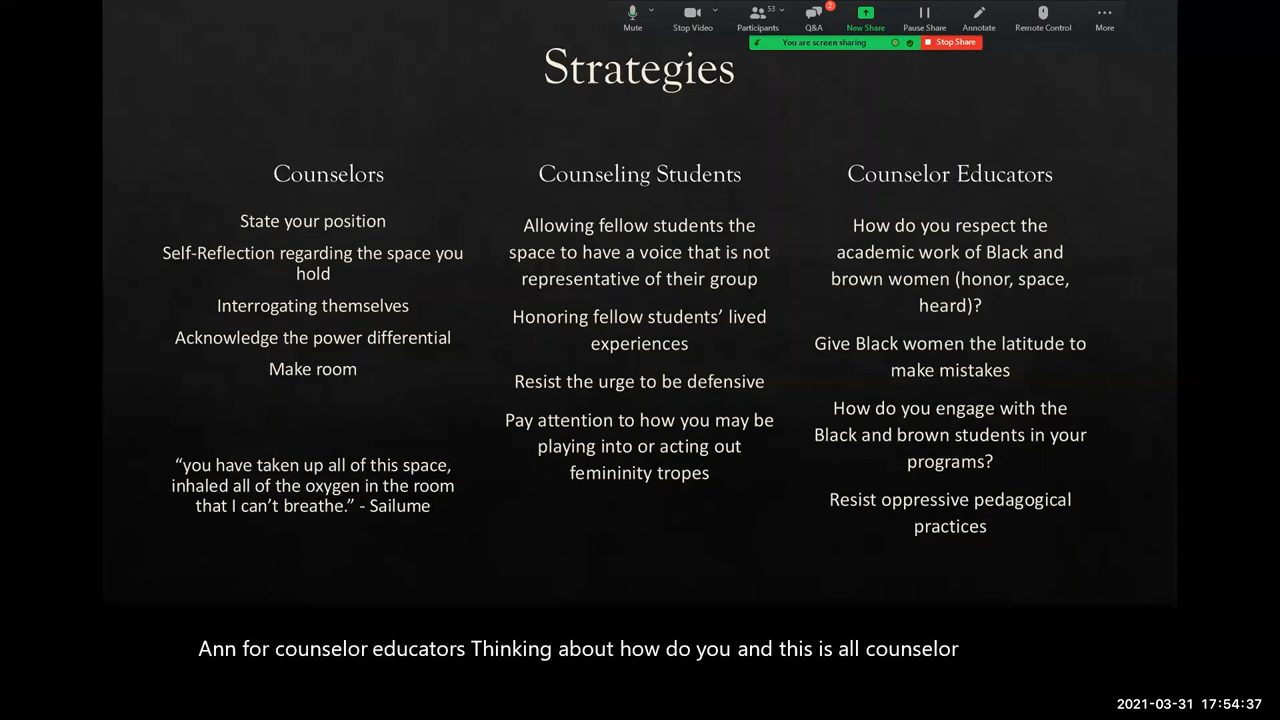 53
2
Mute
Stop Video
Participants
Q&A
New Share
Pause Share
Annotate
Remote Control
More
You are screen sharing
Stop Share
Strategies
Counselors
State your position
Self-Reflection regarding the space you
hold
Interrogating themselves
Acknowledge the power differential
Make room
“you have taken up all of this space,
inhaled all of the oxygen in the room
that I can’t breathe.” - Sailume
Counseling Students
Allowing fellow students the
space to have a voice that is not
representative of their group
Honoring fellow students’ lived
experiences
Resist the urge to be defensive
Pay attention to how you may be
playing into or acting out
femininity tropes
Counselor Educators
How do you respect the
academic work of Black and
brown women (honor, space,
heard)?
Give Black women the latitude to
make mistakes
How do you engage with the
Black and brown students in your
programs?
Resist oppressive pedagogical
practices
Ann for counselor educators Thinking about how do you and this is all counselor
2021-03-31 17:54:37